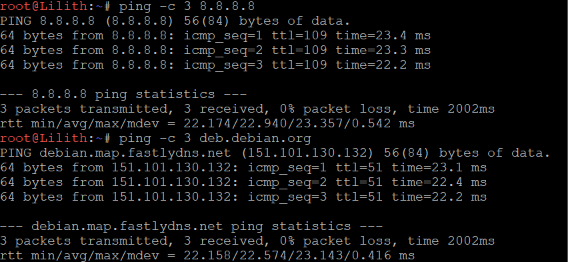 root@Lilith:~# ping -c 3 8.8.8.8
PING 8.8.8.8 (8.8.8.8) 56(84) bytes of data.
64 bytes from 8.8.8.8: icmp_seq=1 ttl=109 time=23.4 ms
64 bytes from 8.8.8.8: icmp_seq=2 ttl=109 time=23.3 ms
64 bytes from 8.8.8.8: icmp_seq=3 ttl=109 time=22.2 ms

--- 8.8.8.8 ping statistics ---
3 packets transmitted, 3 received, 0% packet loss, time 2002ms
rtt min/avg/max/mdev = 22.174/22.940/23.357/0.542 ms
root@Lilith:~# ping -c 3 deb.debian.org
PING debian.map.fastlydns.net (151.101.130.132) 56(84) bytes of data.
64 bytes from 151.101.130.132: icmp_seq=1 ttl=51 time=23.1 ms
64 bytes from 151.101.130.132: icmp_seq=2 ttl=51 time=22.4 ms
64 bytes from 151.101.130.132: icmp_seq=3 ttl=51 time=22.2 ms

--- debian.map.fastlydns.net ping statistics ---
3 packets transmitted, 3 received, 0% packet loss, time 2002ms
rtt min/avg/max/mdev = 22.158/22.574/23.143/0.416 ms